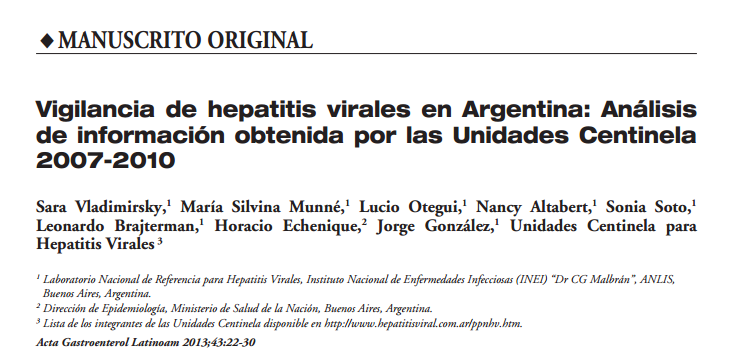 ◆MANUSCRITO ORIGINAL
Vigilancia de hepatitis virales en Argentina: Análisis
de información obtenida por las Unidades Centinela
2007-2010
Sara Vladimirsky,¹ María Silvina Munné,¹ Lucio Otegui,¹ Nancy Altabert,¹ Sonia Soto,¹
Leonardo Brajterman,¹ Horacio Echenique,² Jorge González,¹ Unidades Centinela para
Hepatitis Virales³
¹ Laboratorio Nacional de Referencia para Hepatitis Virales, Instituto Nacional de Enfermedades Infecciosas (INEI) “Dr CG Malbrán”, ANLIS,
Buenos Aires, Argentina.
² Dirección de Epidemiología, Ministerio de Salud de la Nación, Buenos Aires, Argentina.
³ Lista de los integrantes de las Unidades Centinela disponible en http://www.hepatitisviral.com.ar/ppnhv.htm.
Acta Gastroenterol Latinoam 2013;43:22-30